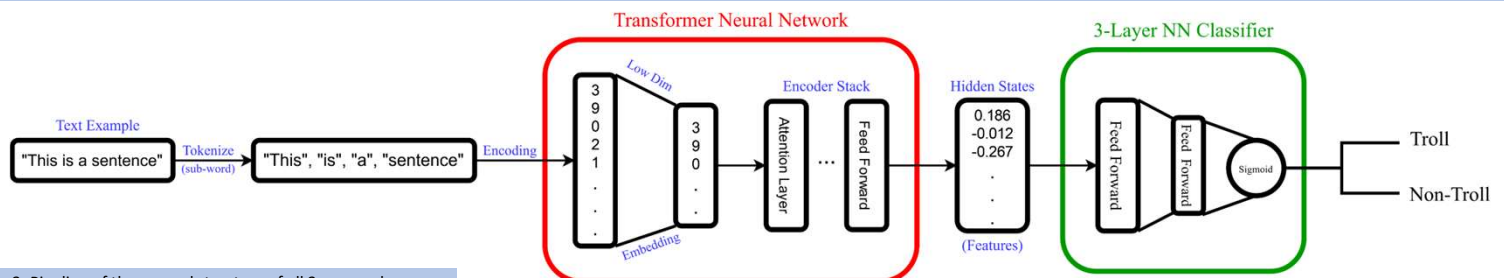 Transformer Neural Network
3-Layer NN Classifier
Text Example
"This is a sentence"
Tokenize
(sub-word)
"This", "is", "a", "sentence"
Encoding
Low Dim
3
9
0
2
1
.
.
.
Embedding
3
9
0
.
.
Encoder Stack
Attention Layer
...
Feed Forward
Hidden States
0.186
-0.012
-0.267
.
.
.
(Features)
Feed Forward
Feed Forward
Sigmoid
Troll
Non-Troll